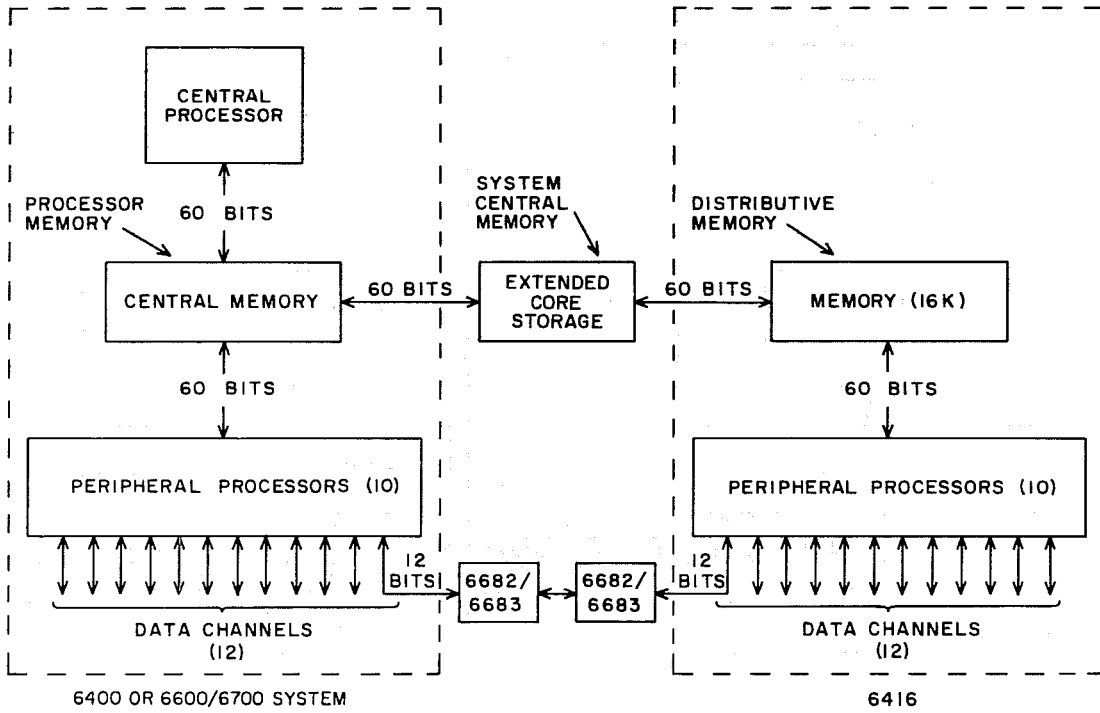 CENTRAL
PROCESSOR
PROCESSOR
MEMORY
60 BITS
SYSTEM
CENTRAL
MEMORY
DISTRIBUTIVE
MEMORY
CENTRAL MEMORY
60 BITS
EXTENDED
CORE
STORAGE
60 BITS
MEMORY (16K)
60 BITS
60 BITS
PERIPHERAL PROCESSORS (10)
PERIPHERAL PROCESSORS (10)
12
BITS
6682/
6683
6682/
6683
12
BITS
DATA CHANNELS
(12)
DATA CHANNELS
(12)
6400 OR 6600/6700 SYSTEM
6416